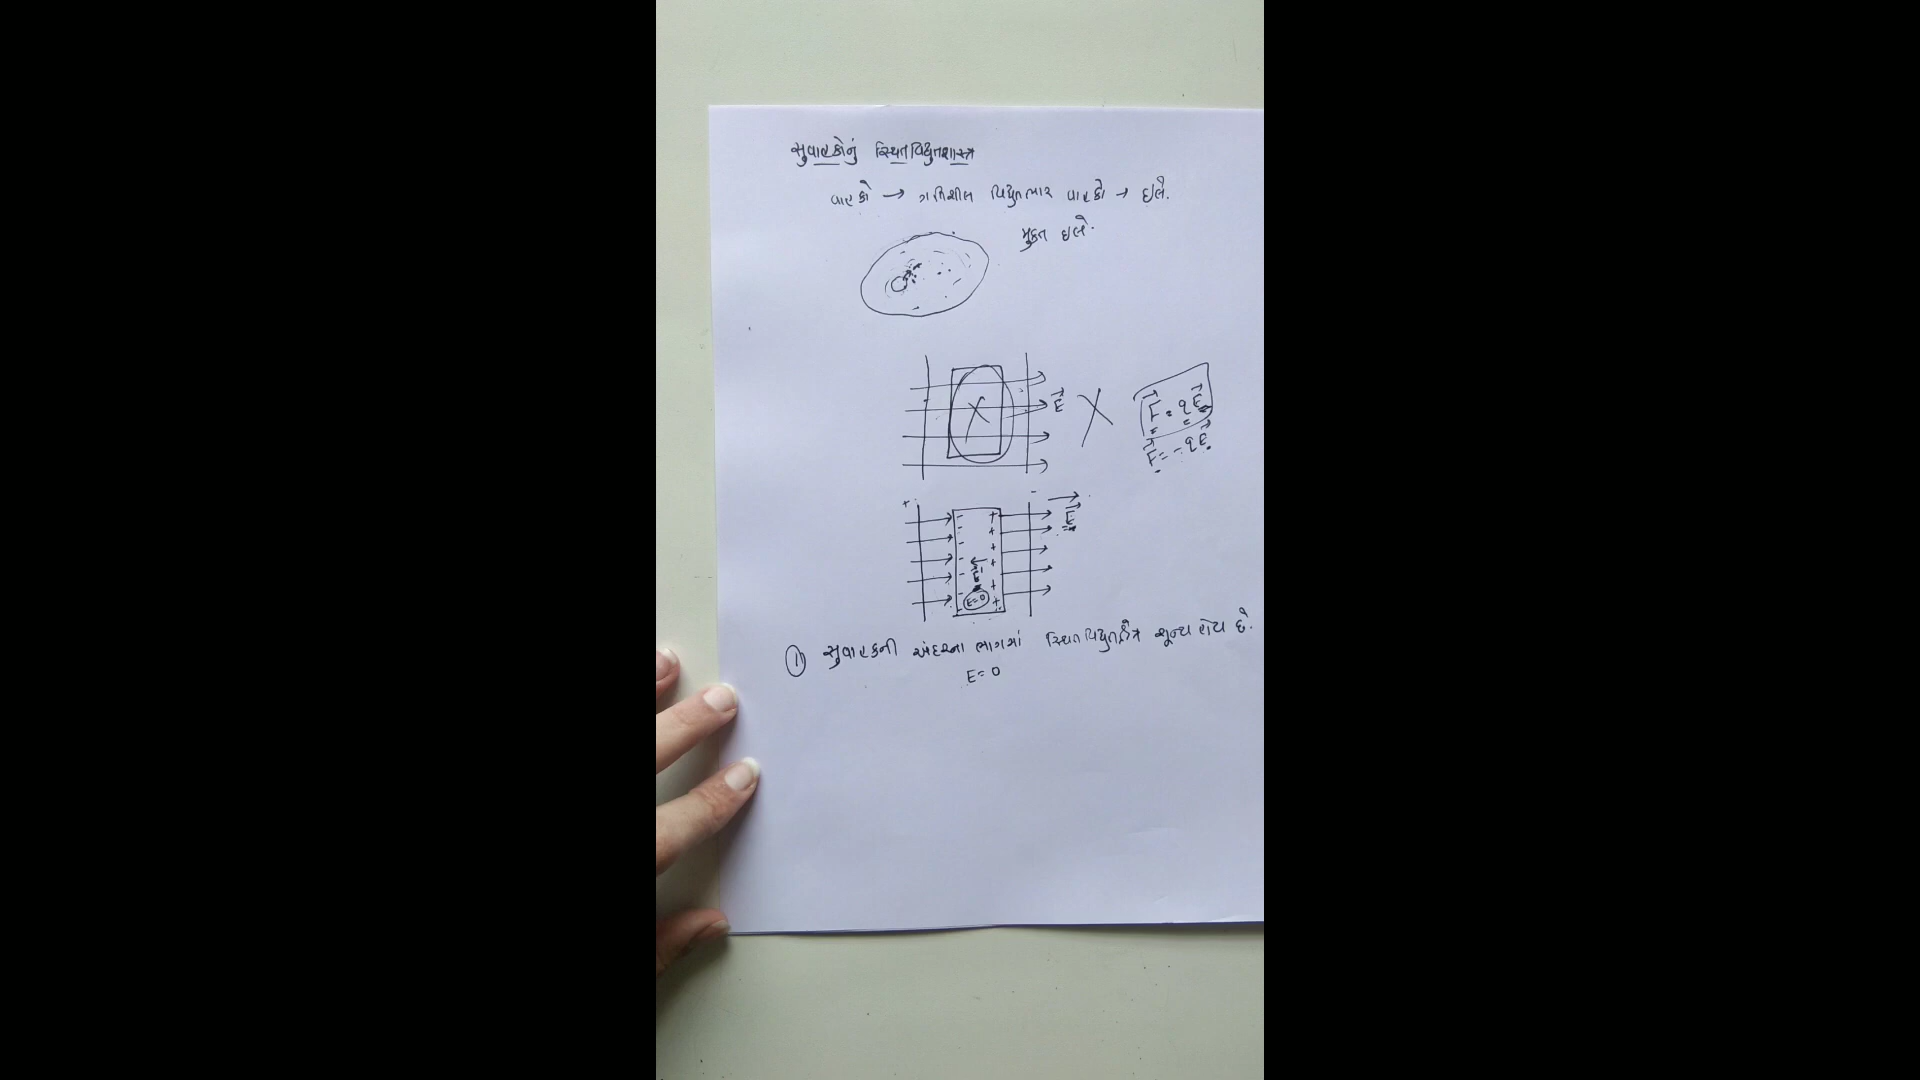 સુવાહકોનું સ્થિતવિદ્યુતશાસ્ત્ર
વાહકો → ગતિશીલ વિદ્યુતભાર વાહકો → ઇલે.
મુક્ત ઇલે.
E
F = qE
F = -qE
+ -
E
E=0
① સુવાહકની અંદરના ભાગમાં સ્થિતવિદ્યુતક્ષેત્ર શૂન્ય હોય છે.
E=0